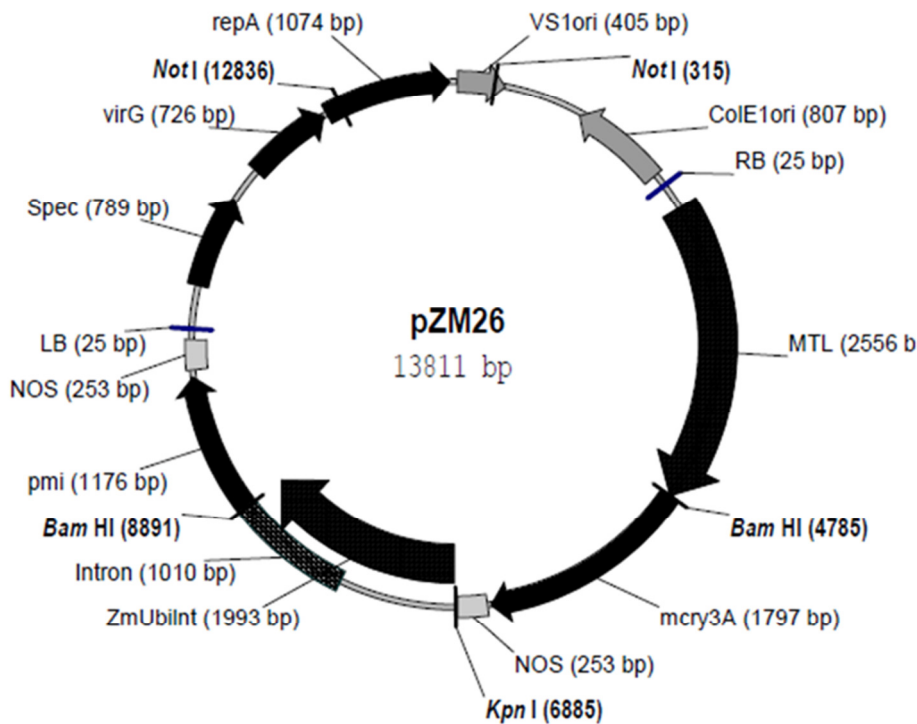 repA (1074 bp)
VS1ori (405 bp)
Not I (12836)
Not I (315)
virG (726 bp)
ColE1ori (807 bp)
RB (25 bp)
Spec (789 bp)
pZM26
13811 bp
LB (25 bp)
MTL (2556 b
NOS (253 bp)
pmi (1176 bp)
Bam HI (8891)
Bam HI (4785)
Intron (1010 bp)
ZmUbiInt (1993 bp)
mcry3A (1797 bp)
NOS (253 bp)
Kpn I (6885)